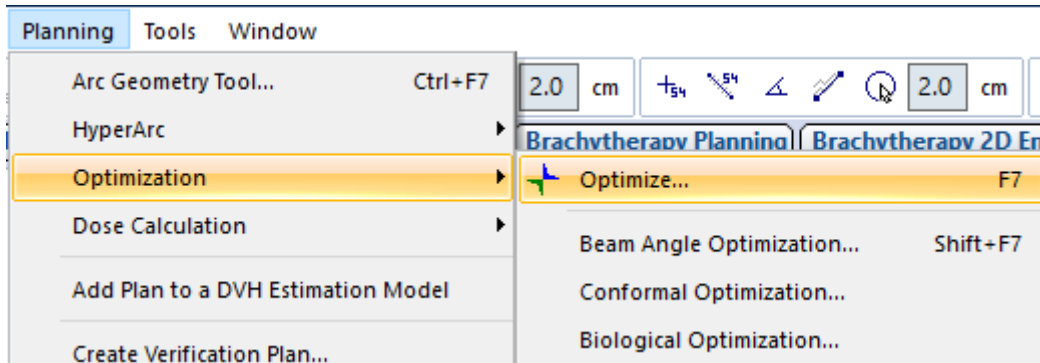 Planning Tools Window
Arc Geometry Tool... Ctrl+F7
2.0 cm 54 54 2.0 cm
HyperArc
Brachytherapy Planning Brachytherapy 2D En
Optimization
Optimize... F7
Dose Calculation
Beam Angle Optimization... Shift+F7
Add Plan to a DVH Estimation Model
Conformal Optimization...
Biological Optimization...
Create Verification Plan...